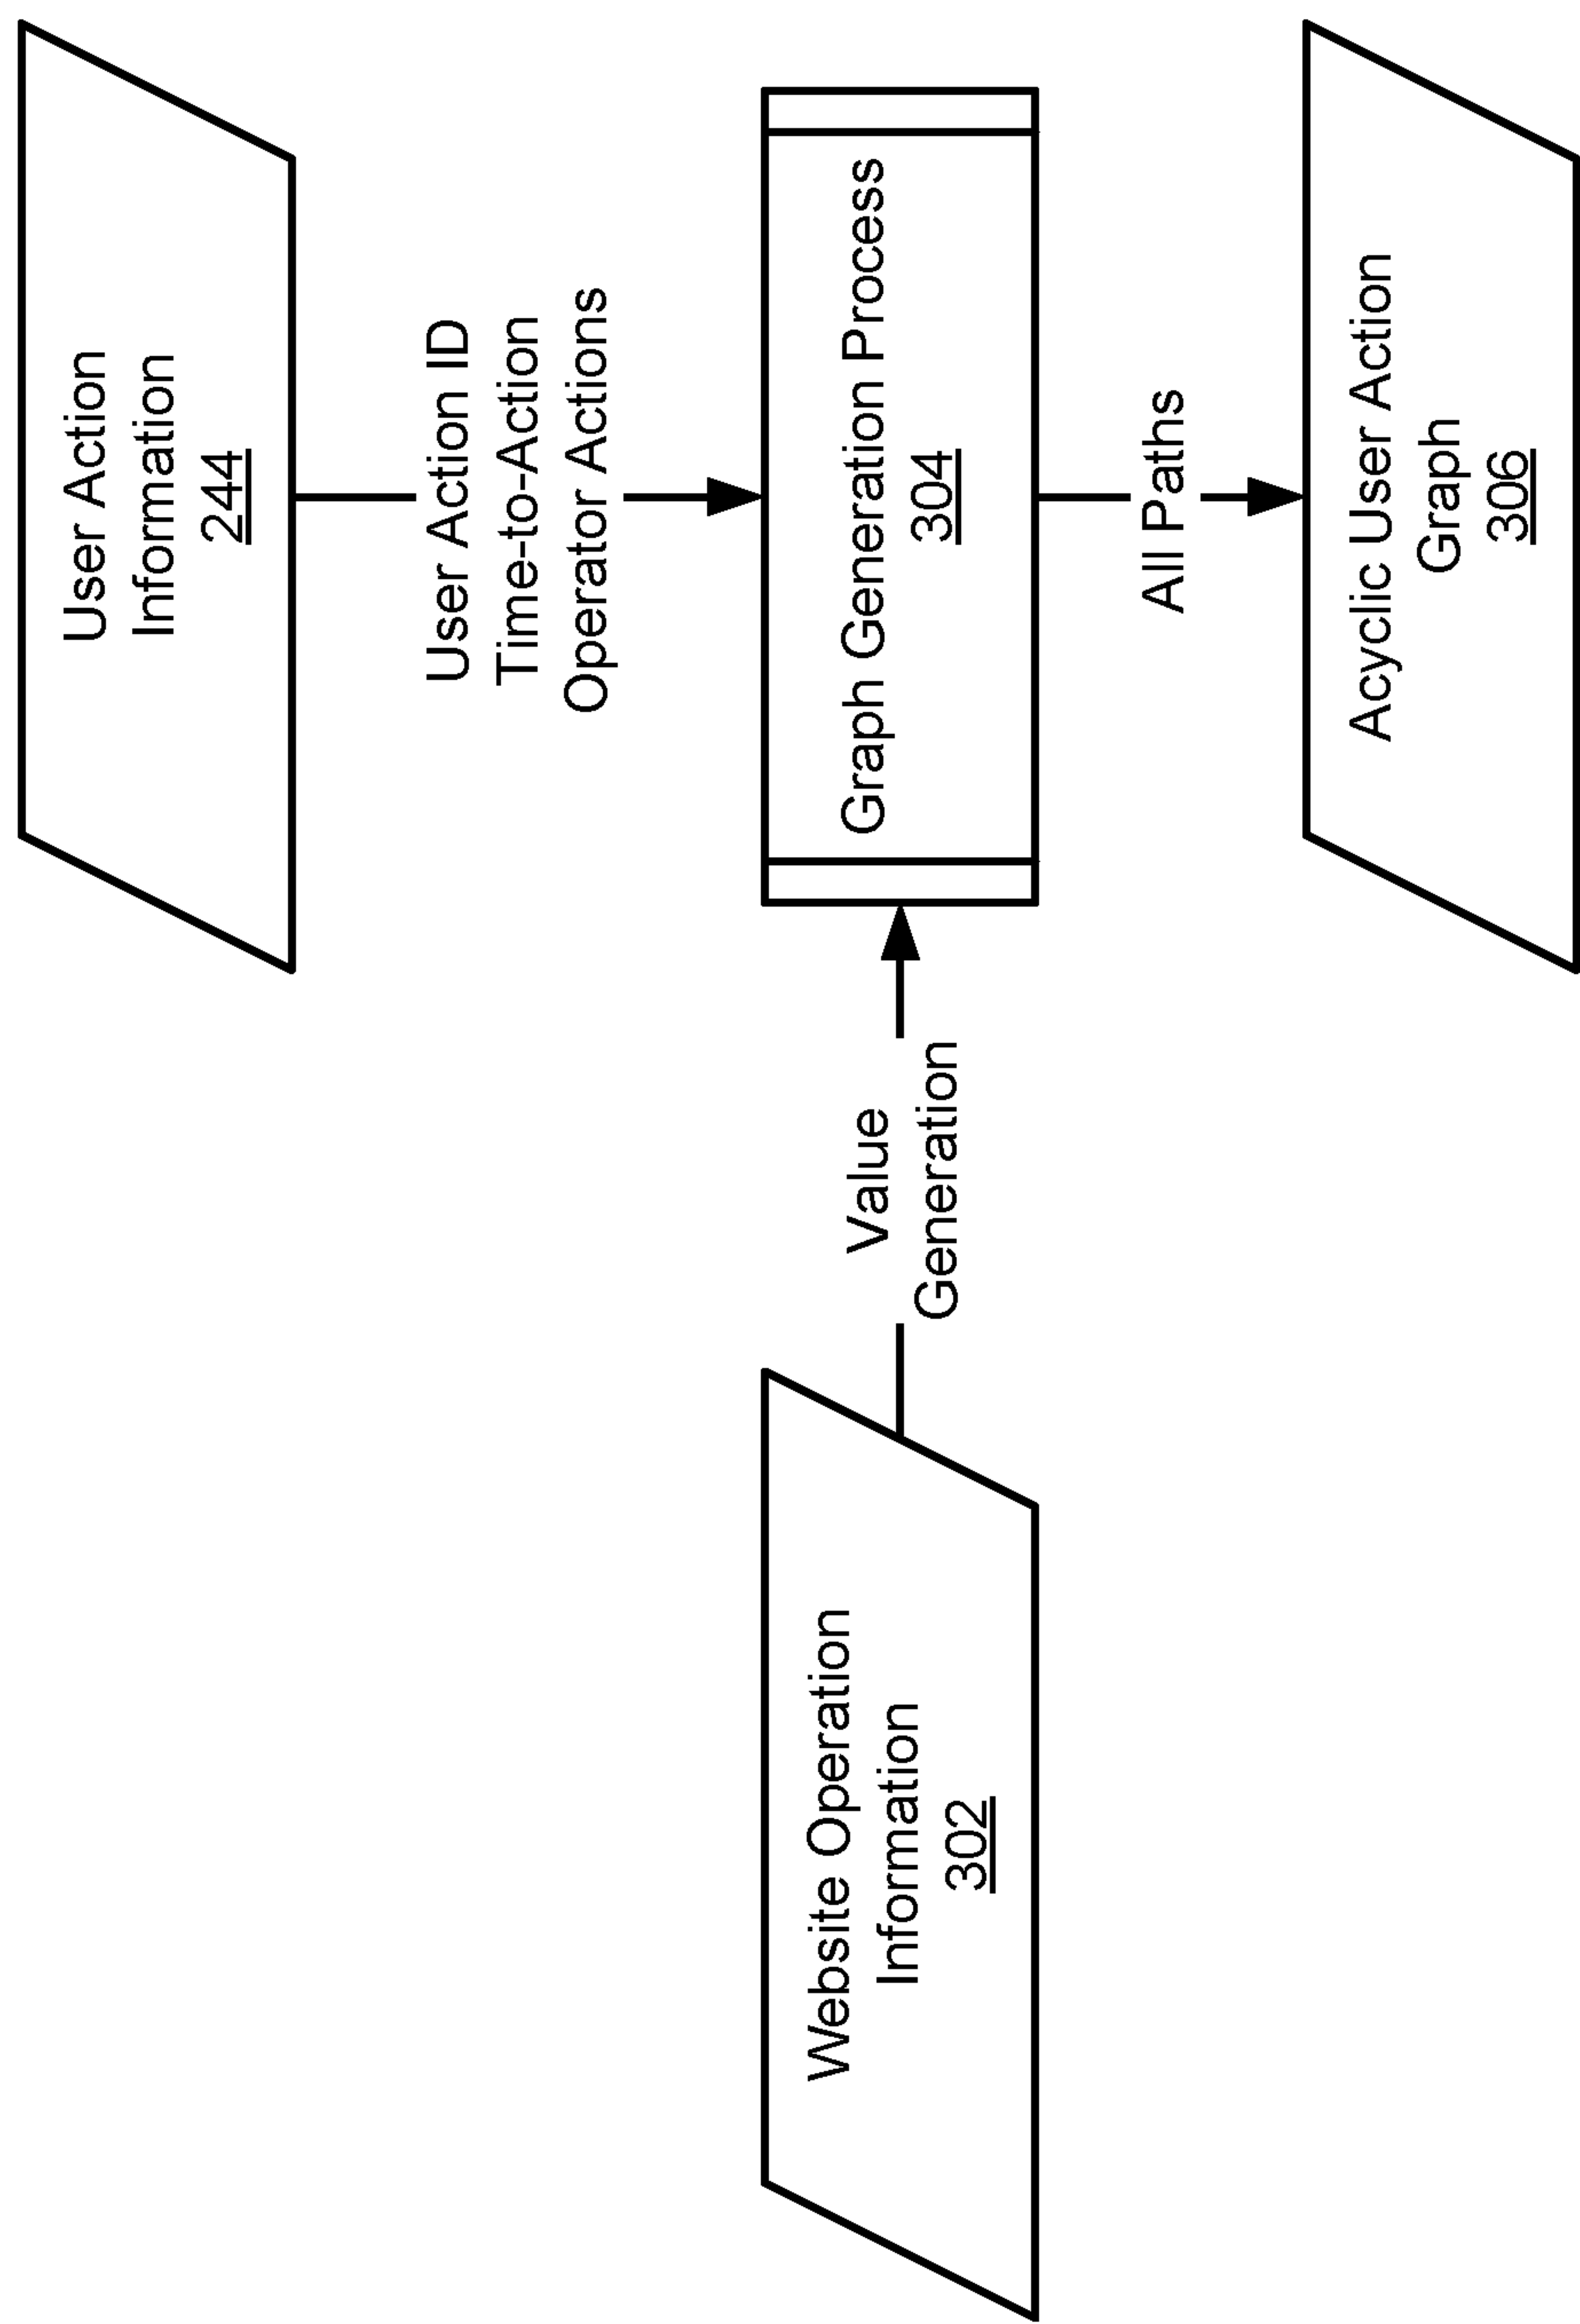 User Action
Information
244
User Action ID
Time-to-Action
Operator Actions
Website Operation
Information
302
Value
Generation
Graph Generation Process
304
All Paths
Acyclic User Action
Graph
306